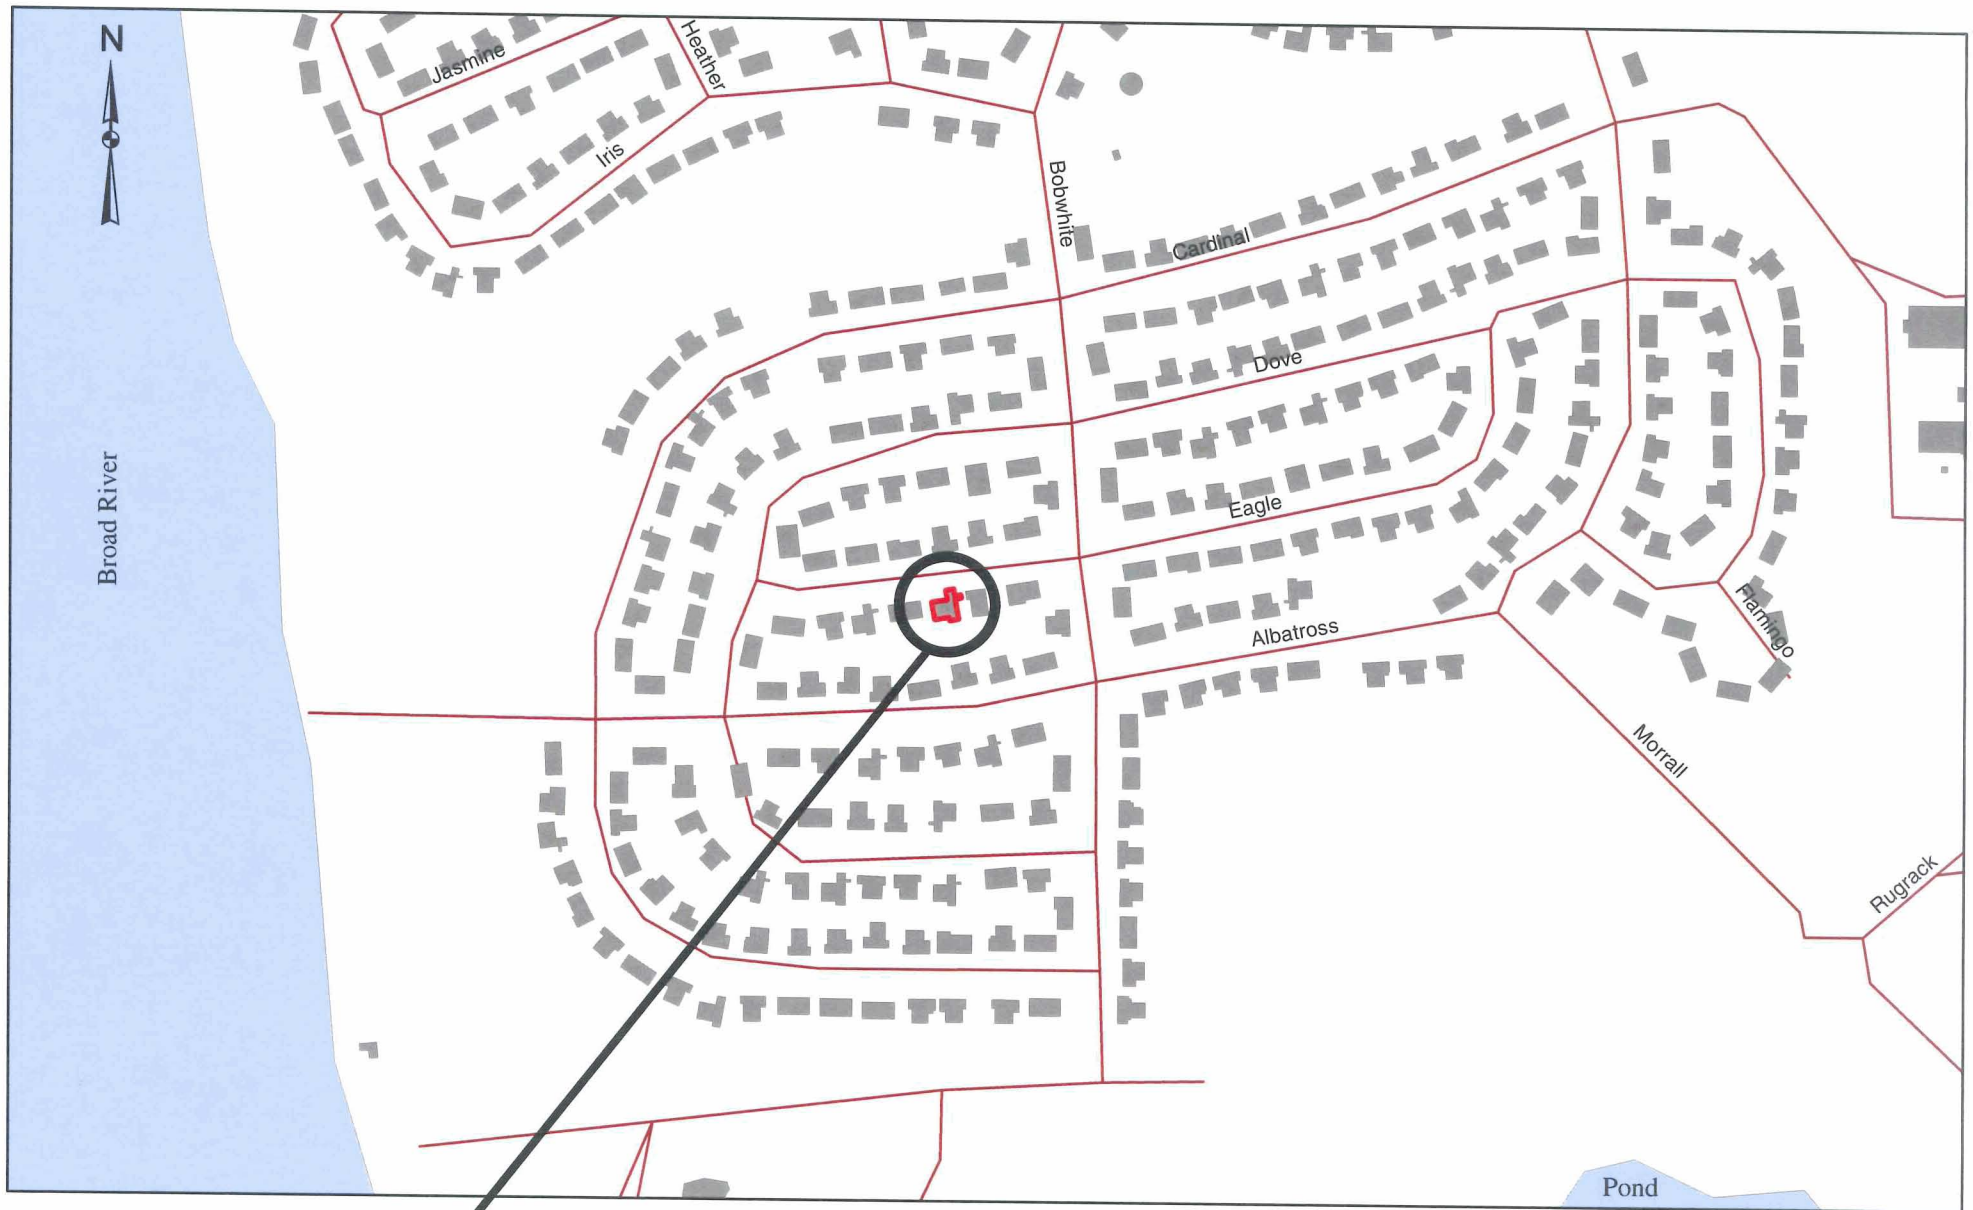 N
Jasmine
Heather
Iris
Bobwhite
Cardinal
Dove
Broad River
Eagle
Albatross
Flamingo
Morrall
Rugrack
Pond